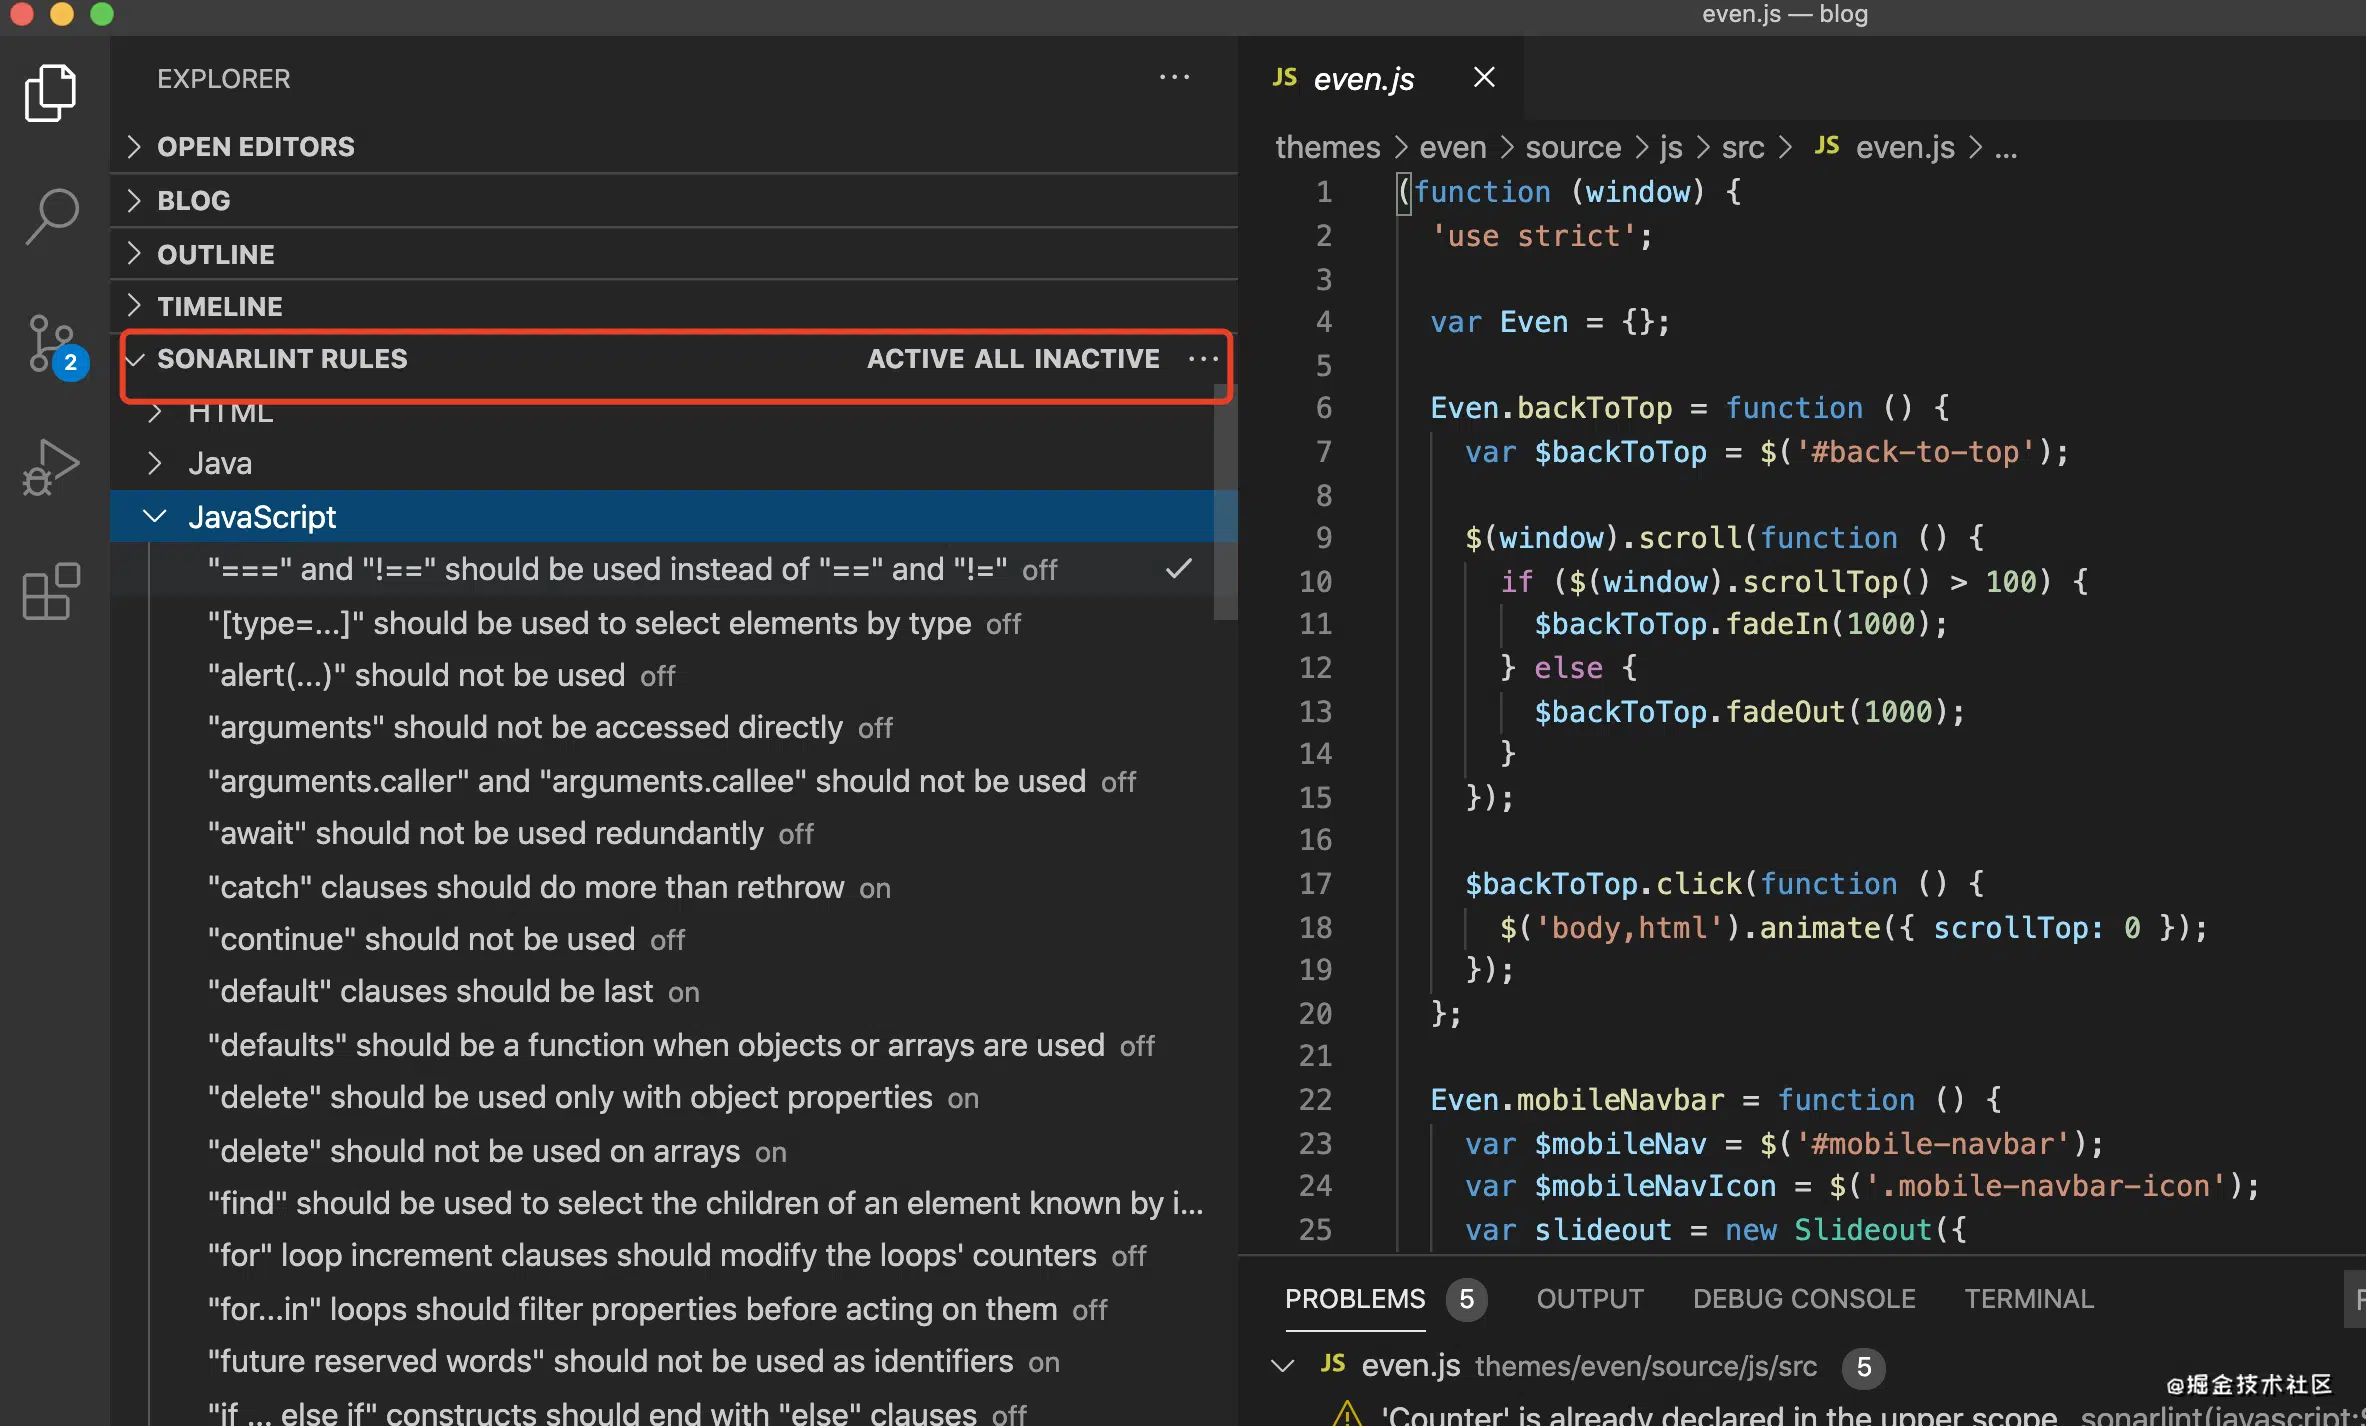 even.js — blog
EXPLORER
OPEN EDITORS
BLOG
OUTLINE
TIMELINE
SONARLINT RULES ACTIVE ALL INACTIVE
HTML
Java
JavaScript
"===" and "!==" should be used instead of "==" and "!=" off
"[type=...]" should be used to select elements by type off
"alert(...)" should not be used off
"arguments" should not be accessed directly off
"arguments.caller" and "arguments.callee" should not be used off
"await" should not be used redundantly off
"catch" clauses should do more than rethrow on
"continue" should not be used off
"default" clauses should be last on
"defaults" should be a function when objects or arrays are used off
"delete" should be used only with object properties on
"delete" should not be used on arrays on
"find" should be used to select the children of an element known by i...
"for" loop increment clauses should modify the loops' counters off
"for...in" loops should filter properties before acting on them off
"future reserved words" should not be used as identifiers on
"if ... else if" constructs should end with "else" clauses off
2
JS even.js
themes > even > source > js > src > JS even.js > ...
1 (function (window) {
2 'use strict';
3
4 var Even = {};
5
6 Even.backToTop = function () {
7 var $backToTop = $('#back-to-top');
8
9 $(window).scroll(function () {
10 if ($(window).scrollTop() > 100) {
11 $backToTop.fadeIn(1000);
12 } else {
13 $backToTop.fadeOut(1000);
14 }
15 });
16
17 $backToTop.click(function () {
18 $('body,html').animate({ scrollTop: 0 });
19 });
20 };
21
22 Even.mobileNavbar = function () {
23 var $mobileNav = $('#mobile-navbar');
24 var $mobileNavIcon = $('.mobile-navbar-icon');
25 var slideout = new Slideout({
PROBLEMS 5 OUTPUT DEBUG CONSOLE TERMINAL
JS even.js themes/even/source/js/src 5
'Counter' is already declared in the upper scope. sonarlint(javascript:
@掘金技术社区